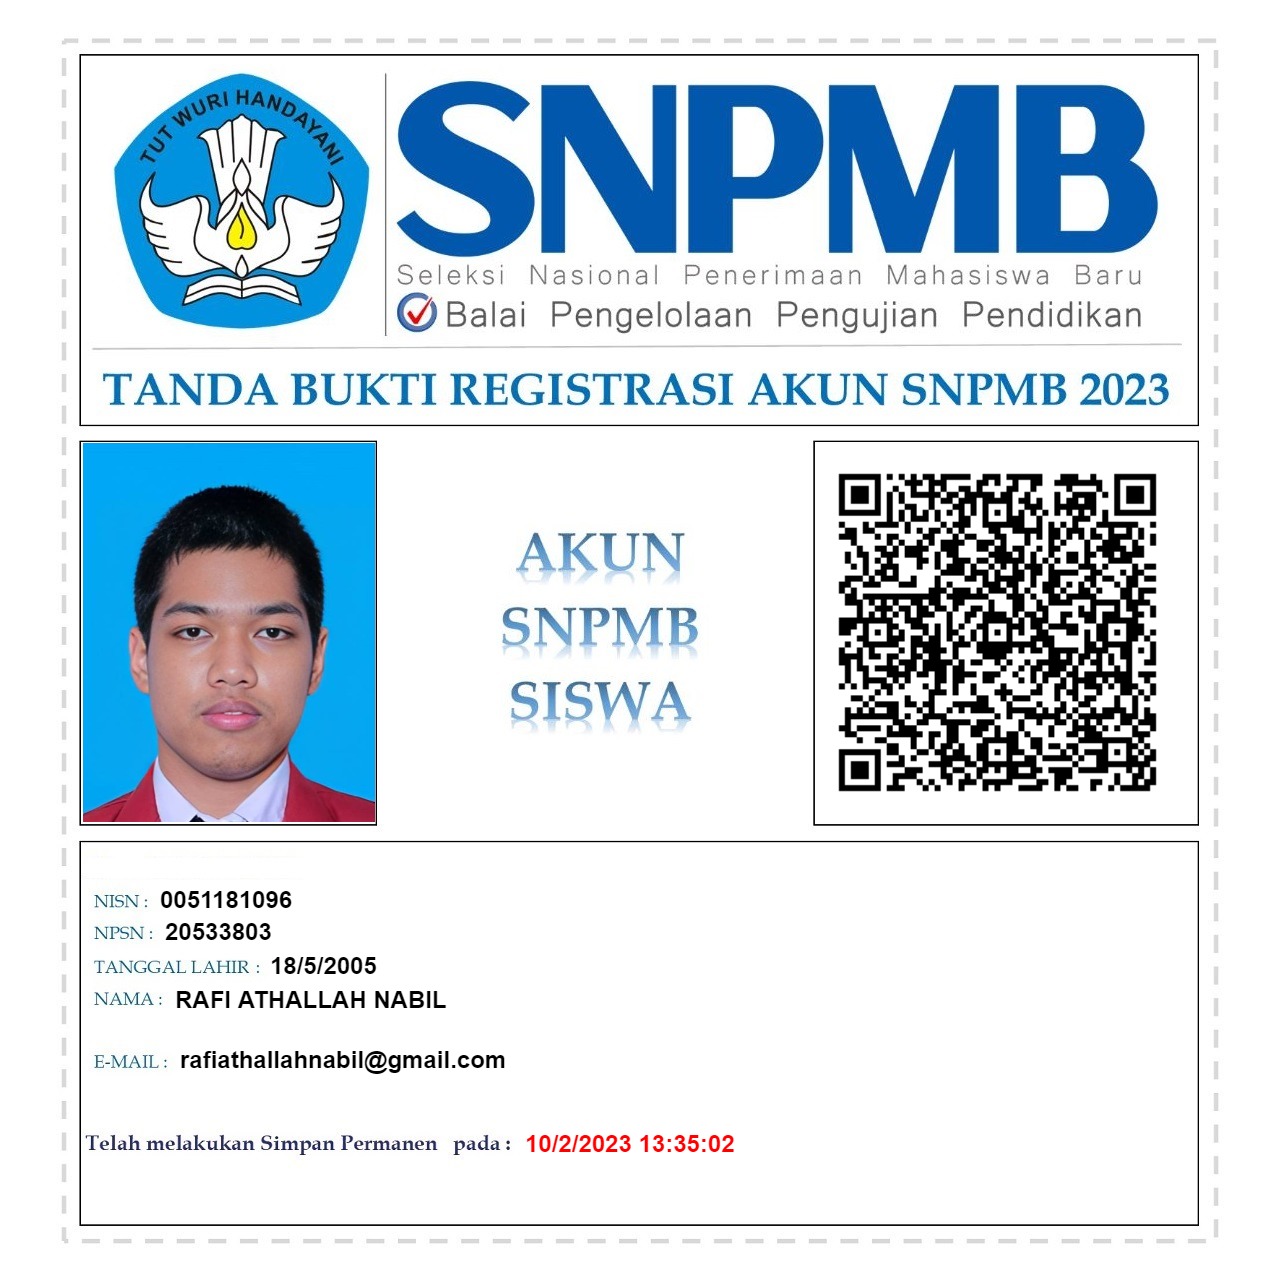 TUT WURI HANDAYANI
SNPMB
Seleksi Nasional Penerimaan Mahasiswa Baru
Balai Pengelolaan Pengujian Pendidikan
TANDA BUKTI REGISTRASI AKUN SNPMB 2023
AKUN
SNPMB
SISWA
NISN : 0051181096
NPSN : 20533803
TANGGAL LAHIR : 18/5/2005
NAMA : RAFI ATHALLAH NABIL
E-MAIL : rafiathallahnabil@gmail.com
Telah melakukan Simpan Permanen pada : 10/2/2023 13:35:02